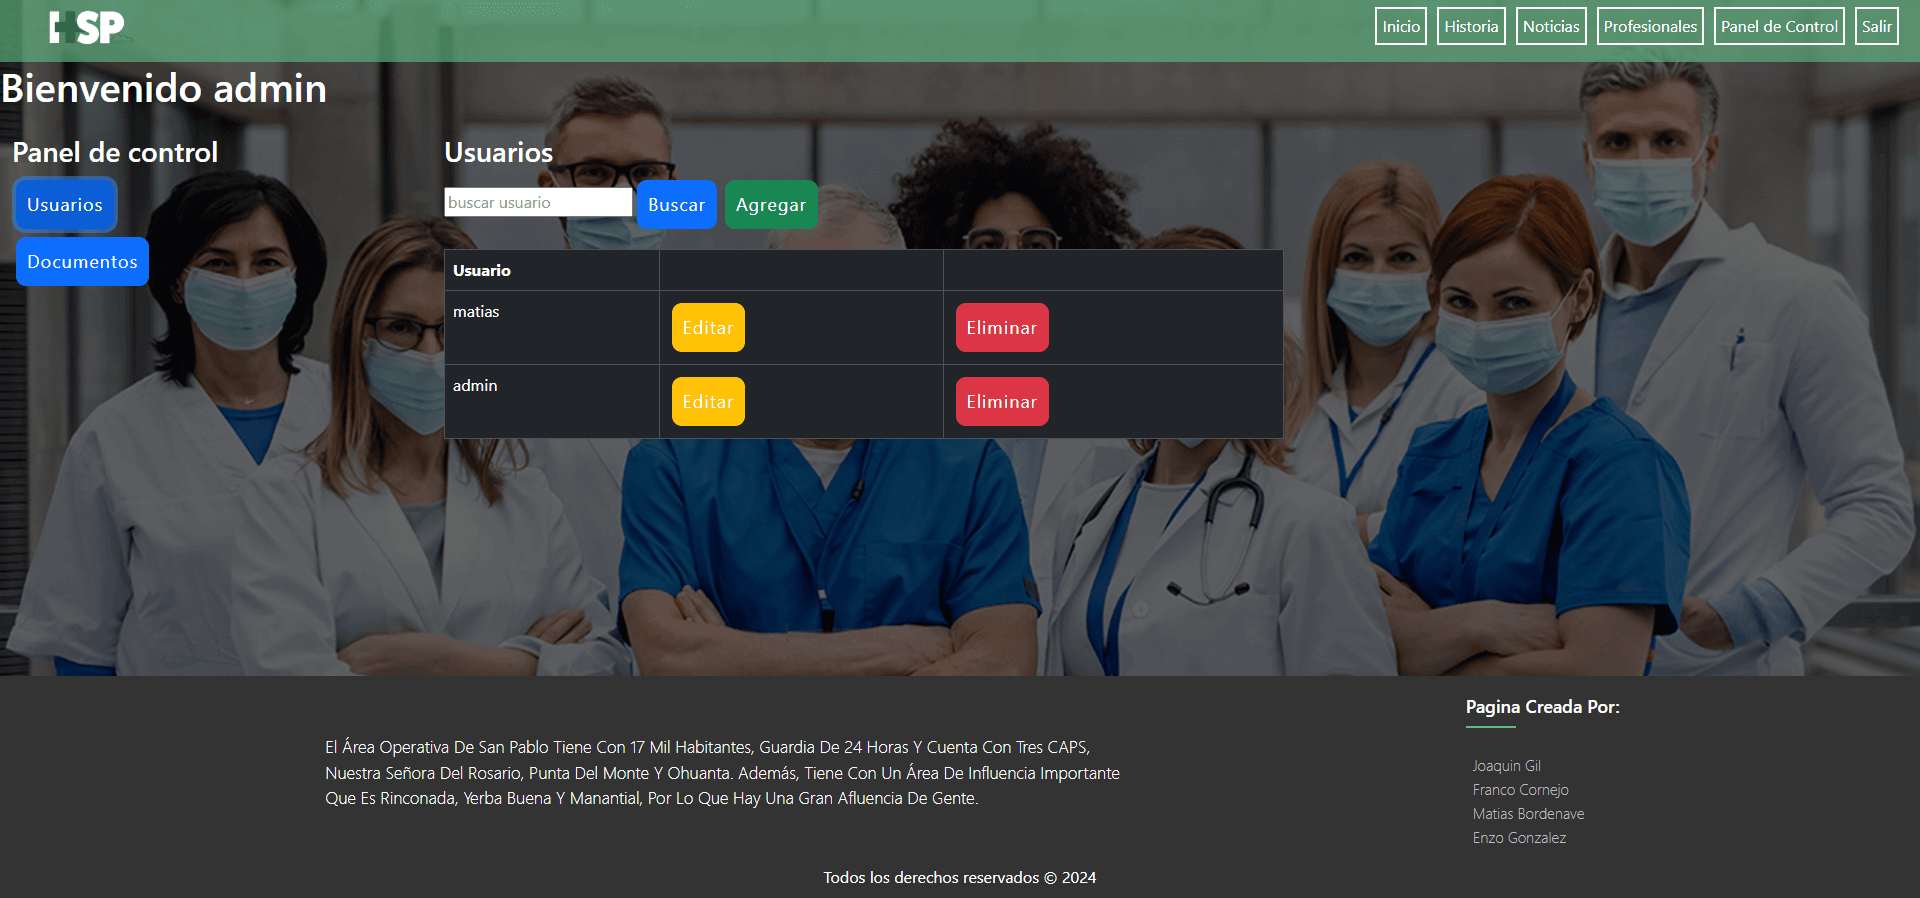 HSP
Inicio
Historia
Noticias
Profesionales
Panel de Control
Salir
Bienvenido admin
Panel de control
Usuarios
Documentos
Usuarios
buscar usuario
Buscar
Agregar
Usuario
matias
Editar
Eliminar
admin
Editar
Eliminar
El Área Operativa De San Pablo Tiene Con 17 Mil Habitantes, Guardia De 24 Horas Y Cuenta Con Tres CAPS,
Nuestra Señora Del Rosario, Punta Del Monte Y Ohuanta. Además, Tiene Con Un Área De Influencia Importante
Que Es Rinconada, Yerba Buena Y Manantial, Por Lo Que Hay Una Gran Afluencia De Gente.
Pagina Creada Por:
Joaquin Gil
Franco Cornejo
Matias Bordenave
Enzo Gonzalez
Todos los derechos reservados © 2024